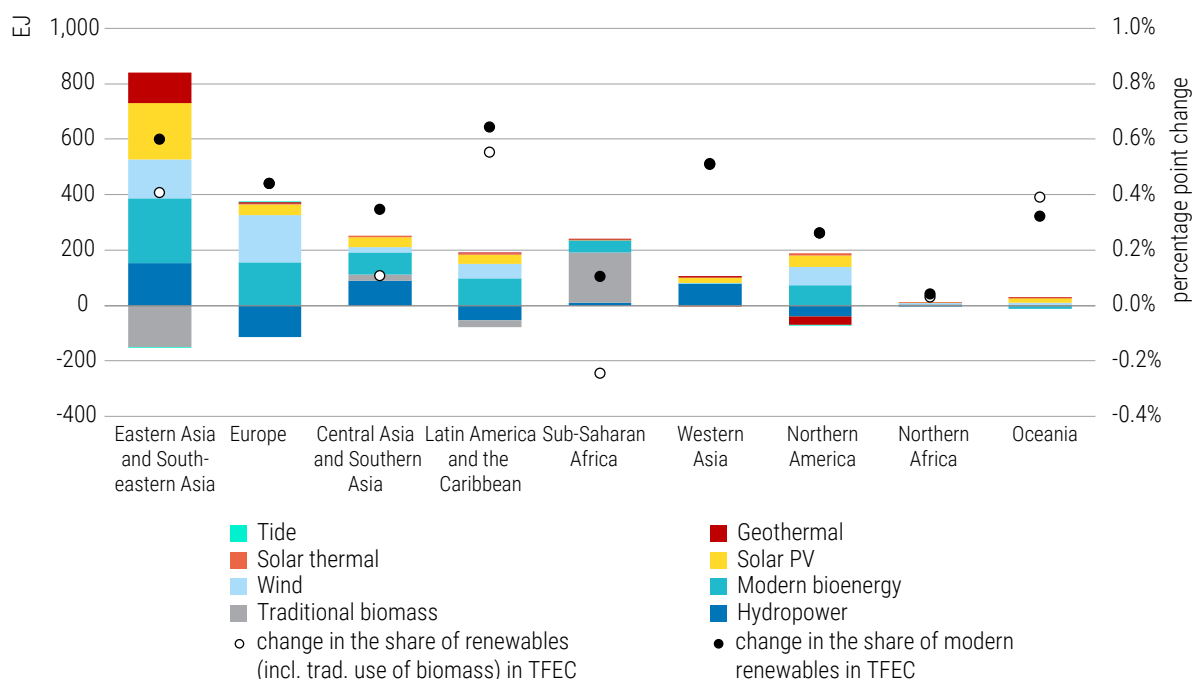 EJ
1,000
800
600
400
200
0
-200
-400
1.0%
0.8%
0.6%
0.4%
0.2%
0.0%
-0.2%
-0.4%
percentage point change
Eastern Asia
and South-
eastern Asia
Europe
Central Asia
and Southern
Asia
Latin America
and the
Caribbean
Sub-Saharan
Africa
Western
Asia
Northern
America
Northern
Africa
Oceania
Tide
Solar thermal
Wind
Traditional biomass
change in the share of renewables
(incl. trad. use of biomass) in TFEC
Geothermal
Solar PV
Modern bioenergy
Hydropower
change in the share of modern
renewables in TFEC